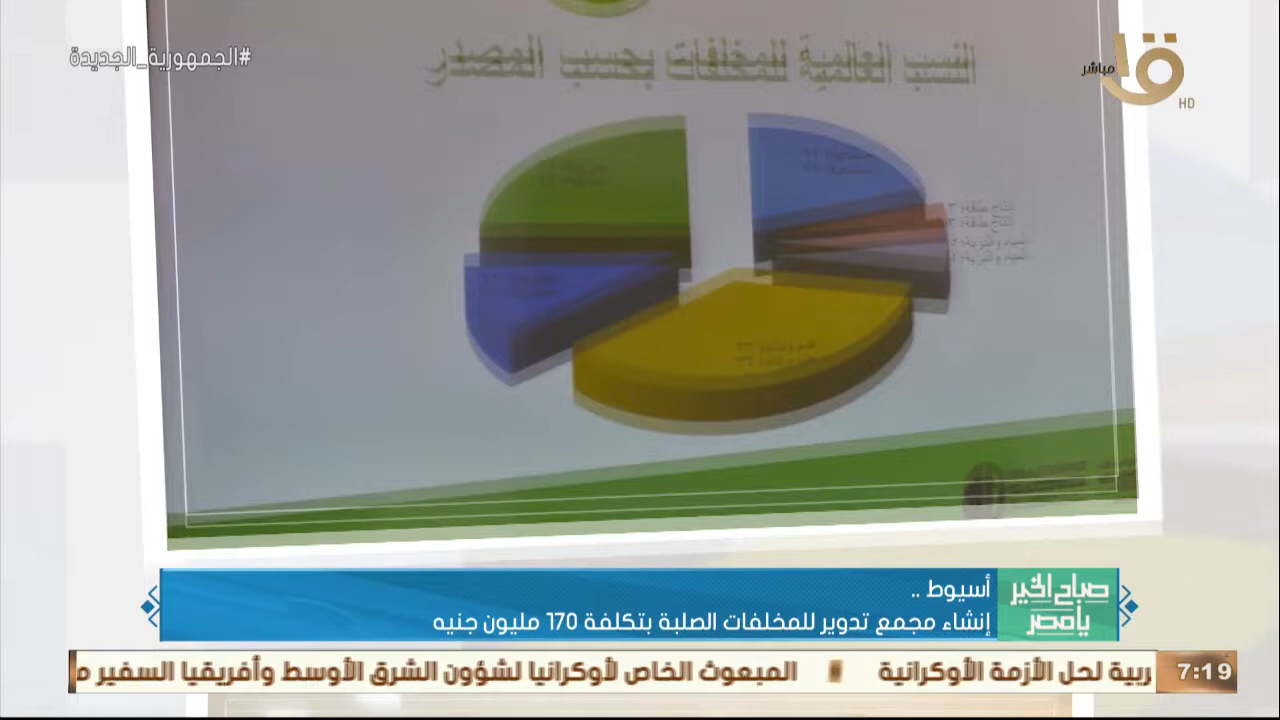 #الجمهورية_الجديدة
مباشر
HD
النسب العالمية للمخلفات بحسب المصدر
صباح الخير
يا مصر
أسيوط ..
إنشاء مجمع تدوير للمخلفات الصلبة بتكلفة 170 مليون جنيه
7:19
ربية لحل الأزمة الأوكرانية
المبعوث الخاص لأوكرانيا لشؤون الشرق الأوسط وأفريقيا السفير م